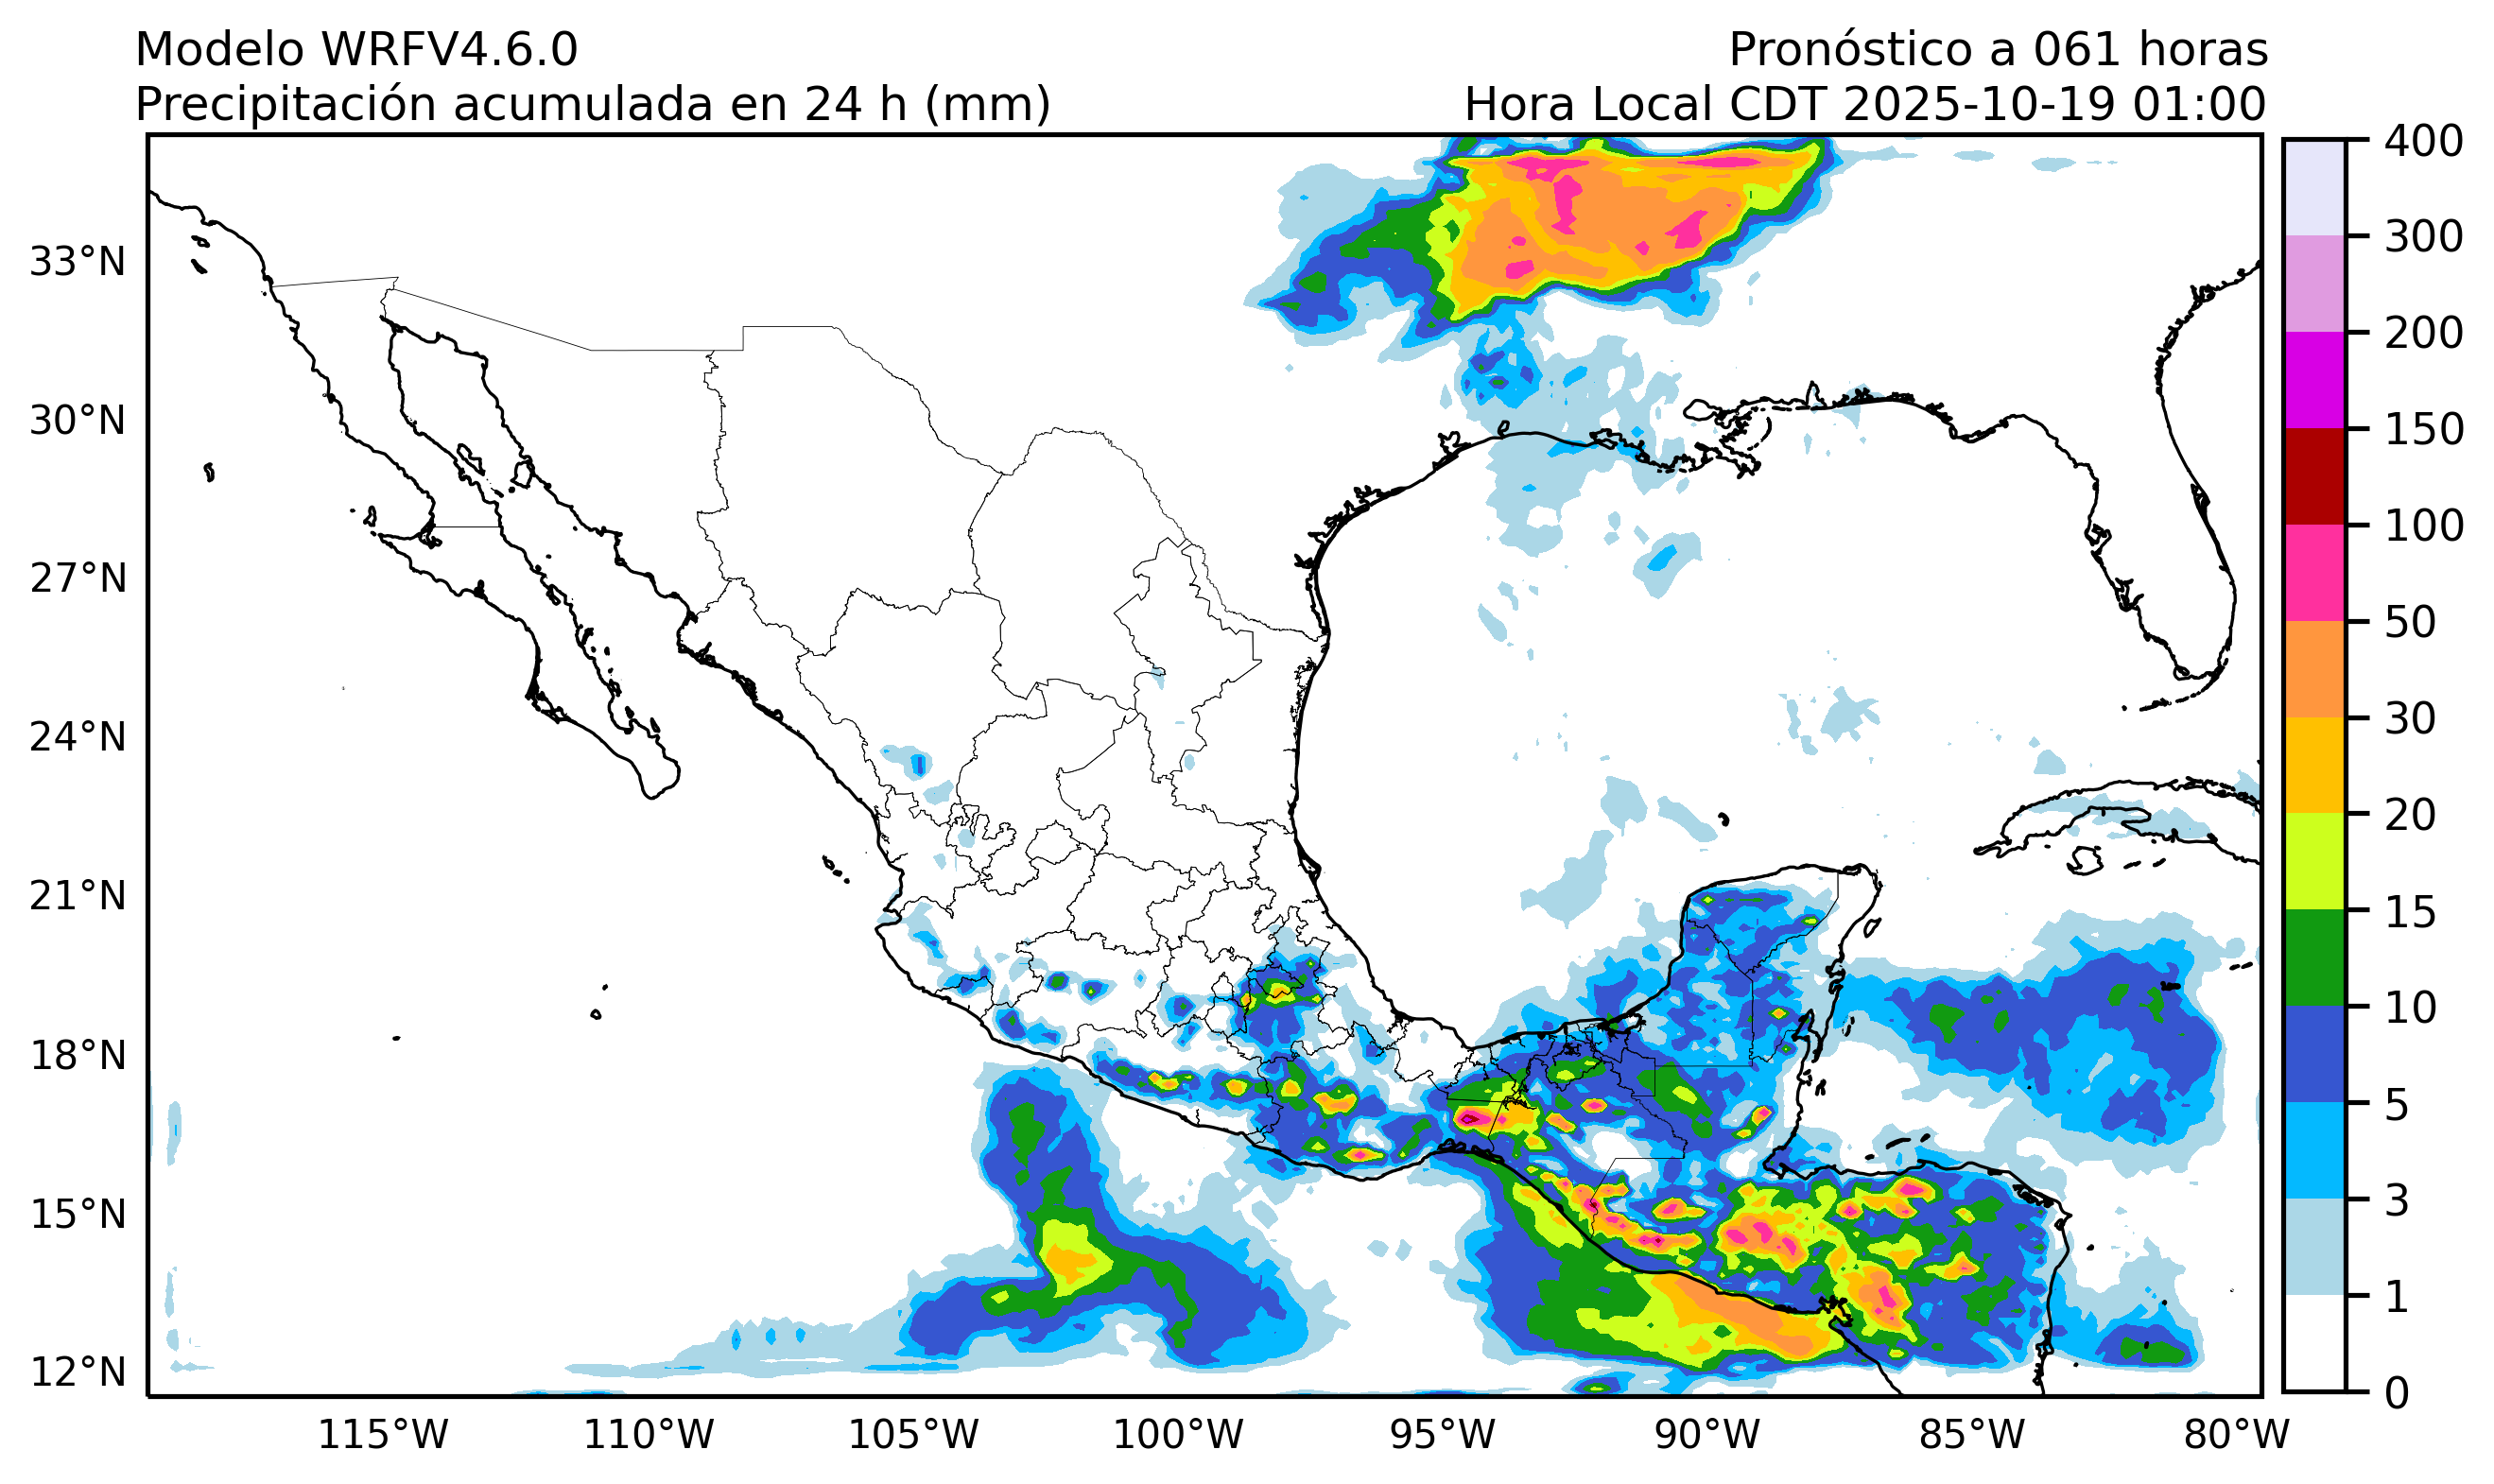 Modelo WRFV4.6.0
Pronóstico a 061 horas
Precipitación acumulada en 24 h (mm)
Hora Local CDT 2025-10-19 01:00
400
300
200
150
100
50
30
20
15
10
5
3
1
0
33°N
30°N
27°N
24°N
21°N
18°N
15°N
12°N
115°W
110°W
105°W
100°W
95°W
90°W
85°W
80°W